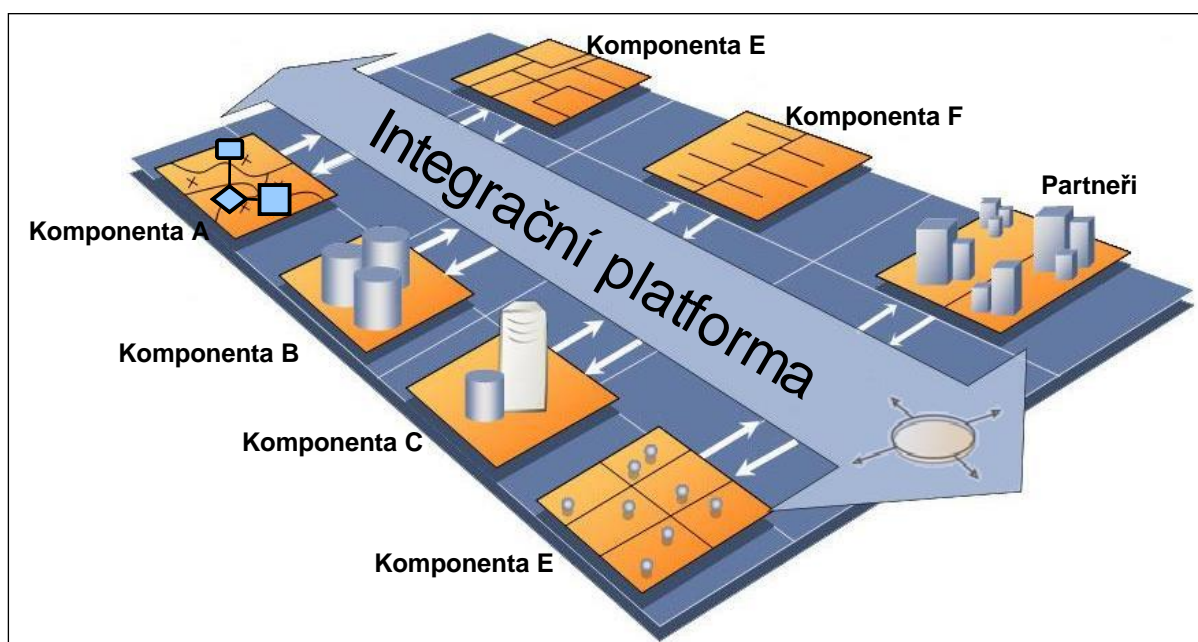 Komponenta E
Komponenta F
Partneři
Integrační platforma
Komponenta A
Komponenta B
Komponenta C
Komponenta E